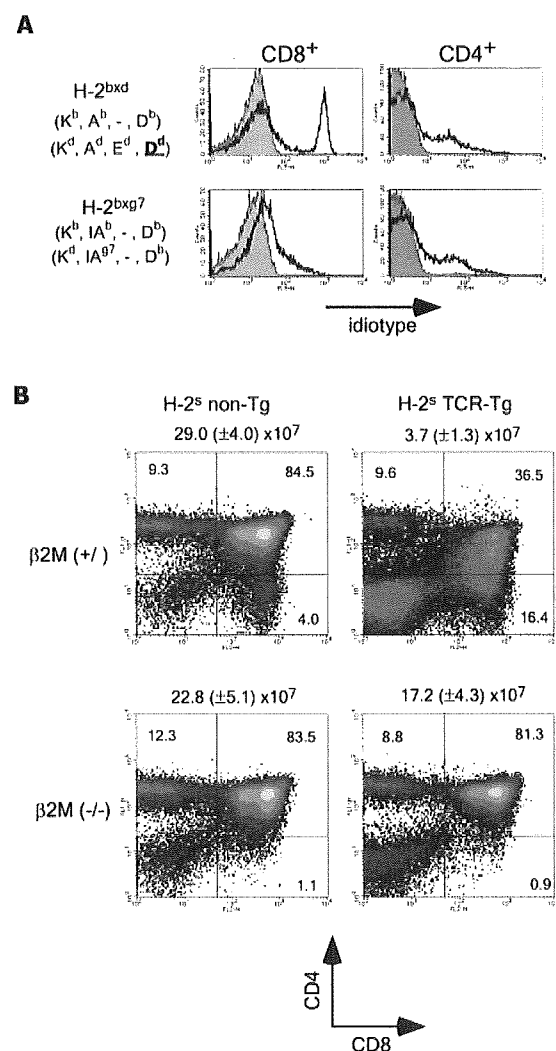 A
CD8+ CD4+
H-2bxd
(Kb, Ab, -, Db)
(Kd, Ad, Ed, Dd)
H-2bxg7
(Kb, IAb, -, Db)
(Kd, IAg7, -, Db)
idiotype
B
H-2s non-Tg H-2s TCR-Tg
29.0 (±4.0) x107 3.7 (±1.3) x107
9.3 84.5 9.6 36.5
β2M (+/ )
4.0 16.4
22.8 (±5.1) x107 17.2 (±4.3) x107
12.3 83.5 8.8 81.3
β2M (-/-)
1.1 0.9
CD4
CD8